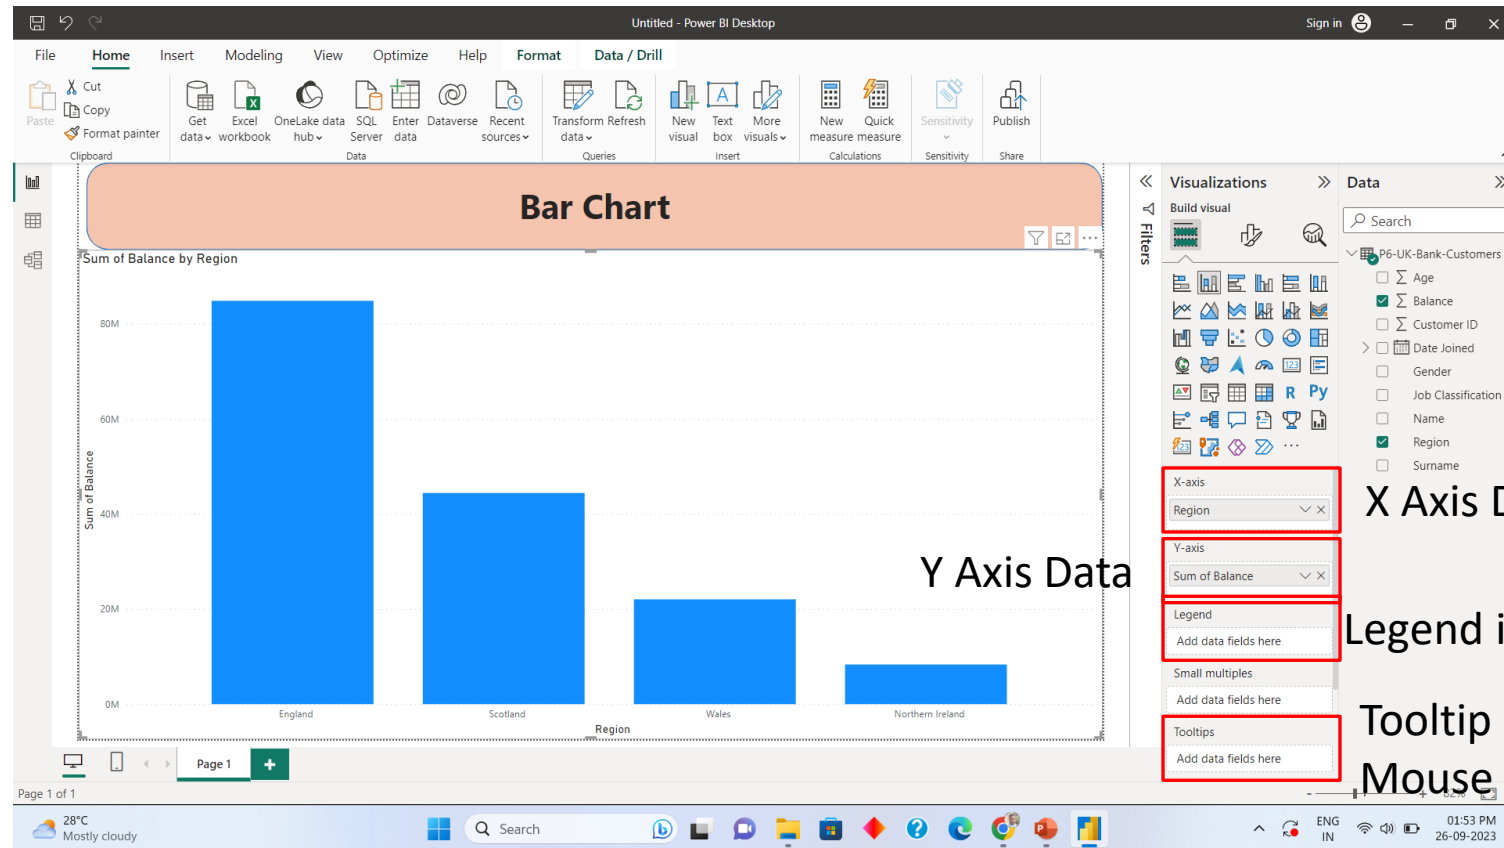 Untitled - Power BI Desktop
Sign in
File Home Insert Modeling View Optimize Help Format Data / Drill
Paste
Cut
Copy
Format painter
Clipboard
Get data
Excel workbook
OneLake data hub
SQL Server
Enter data
Dataverse
Recent sources
Data
Transform data
Refresh
Queries
New visual
Text box
More visuals
Insert
New measure
Quick measure
Calculations
Sensitivity
Sensitivity
Publish
Share
Bar Chart
Sum of Balance by Region
Sum of Balance
80M
60M
40M
20M
0M
England
Scotland
Wales
Northern Ireland
Region
Y Axis Data
Filters
Visualizations
Build visual
123
R
Py
123
X-axis
Region
Y-axis
Sum of Balance
Legend
Add data fields here
Small multiples
Add data fields here
Tooltips
Add data fields here
Data
Search
P6-UK-Bank-Customers
Age
Balance
Customer ID
Date Joined
Gender
Job Classification
Name
Region
Surname
X Axis D
Legend i
Tooltip
Mouse
Page 1
Page 1 of 1
28°C
Mostly cloudy
Search
ENG
IN
01:53 PM
26-09-2023